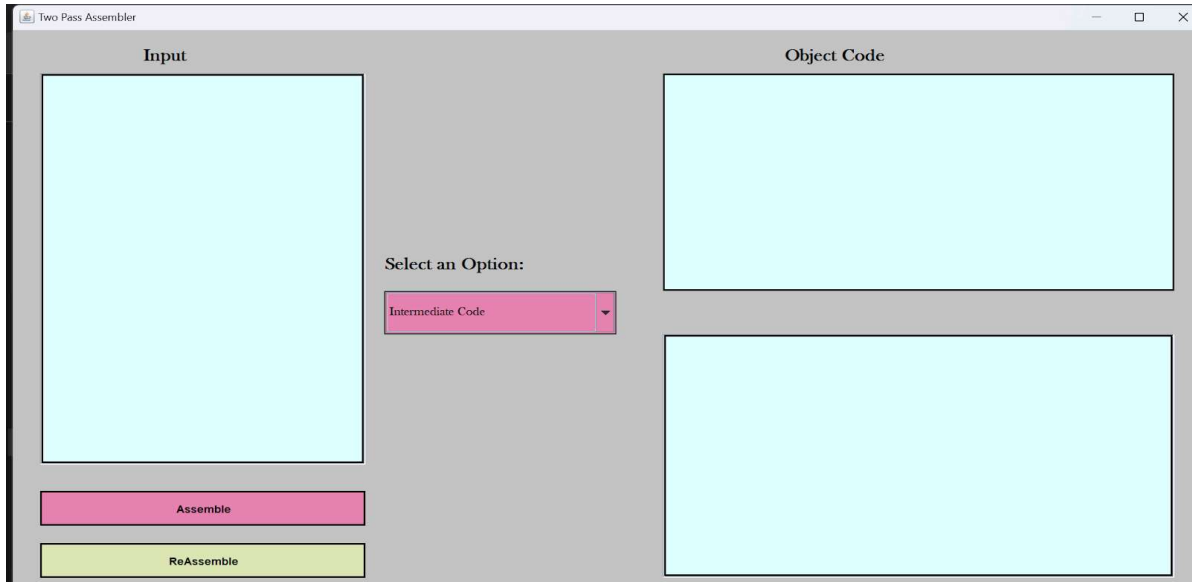 Two Pass Assembler
Input
Object Code
Select an Option:
Intermediate Code
Assemble
ReAssemble